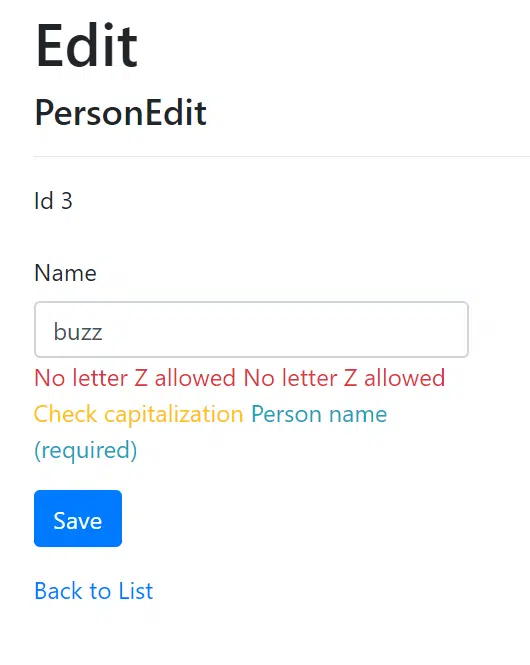 Edit
PersonEdit
Id 3
Name
buzz
No letter Z allowed No letter Z allowed
Check capitalization Person name
(required)
Save
Back to List